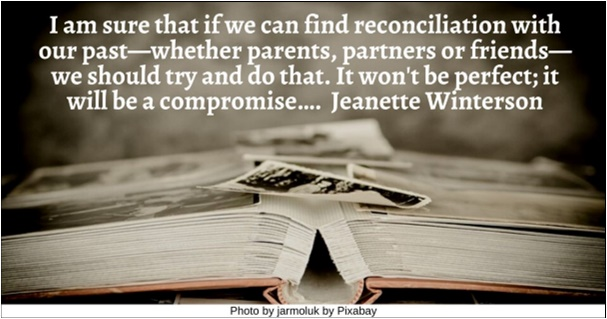 I am sure that if we can find reconciliation with
our past—whether parents, partners or friends—
we should try and do that. It won't be perfect; it
will be a compromise.... Jeanette Winterson
Photo by jarmoluk by Pixabay